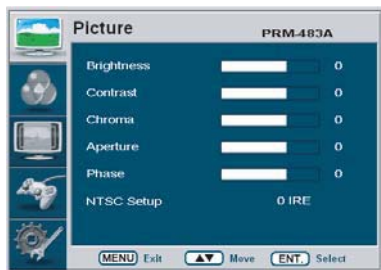 Picture PRM-483A
Brightness 0
Contrast 0
Chroma 0
Aperture 0
Phase 0
NTSC Setup 0 IRE
MENU Exit ▲▼ Move ENT. Select